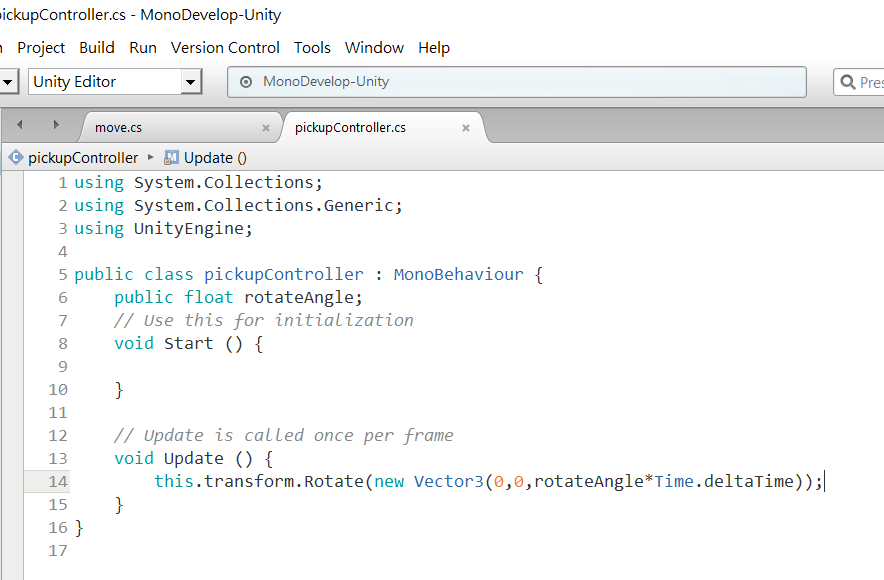 pickupController.cs - MonoDevelop-Unity
Project Build Run Version Control Tools Window Help
Unity Editor MonoDevelop-Unity
move.cs × pickupController.cs ×
pickupController ▸ Update ()
1 using System.Collections;
2 using System.Collections.Generic;
3 using UnityEngine;
4
5 public class pickupController : MonoBehaviour {
6 public float rotateAngle;
7 // Use this for initialization
8 void Start () {
9
10 }
11
12 // Update is called once per frame
13 void Update () {
14 this.transform.Rotate(new Vector3(0,0,rotateAngle*Time.deltaTime));
15 }
16 }
17